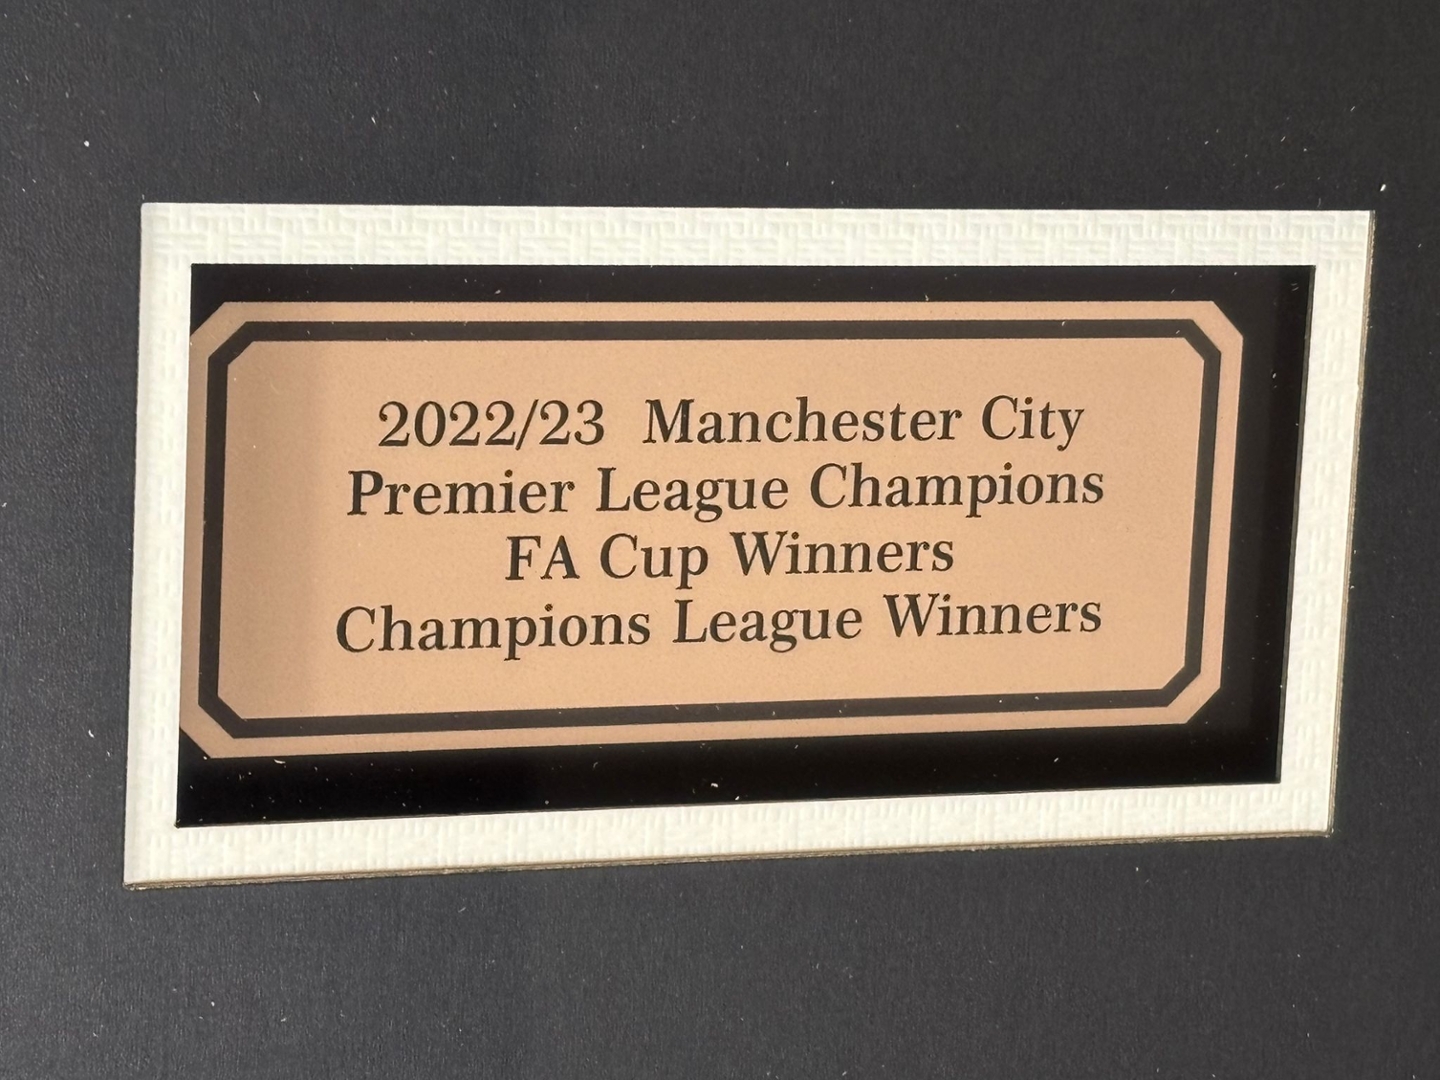 2022/23 Manchester City
Premier League Champions
FA Cup Winners
Champions League Winners